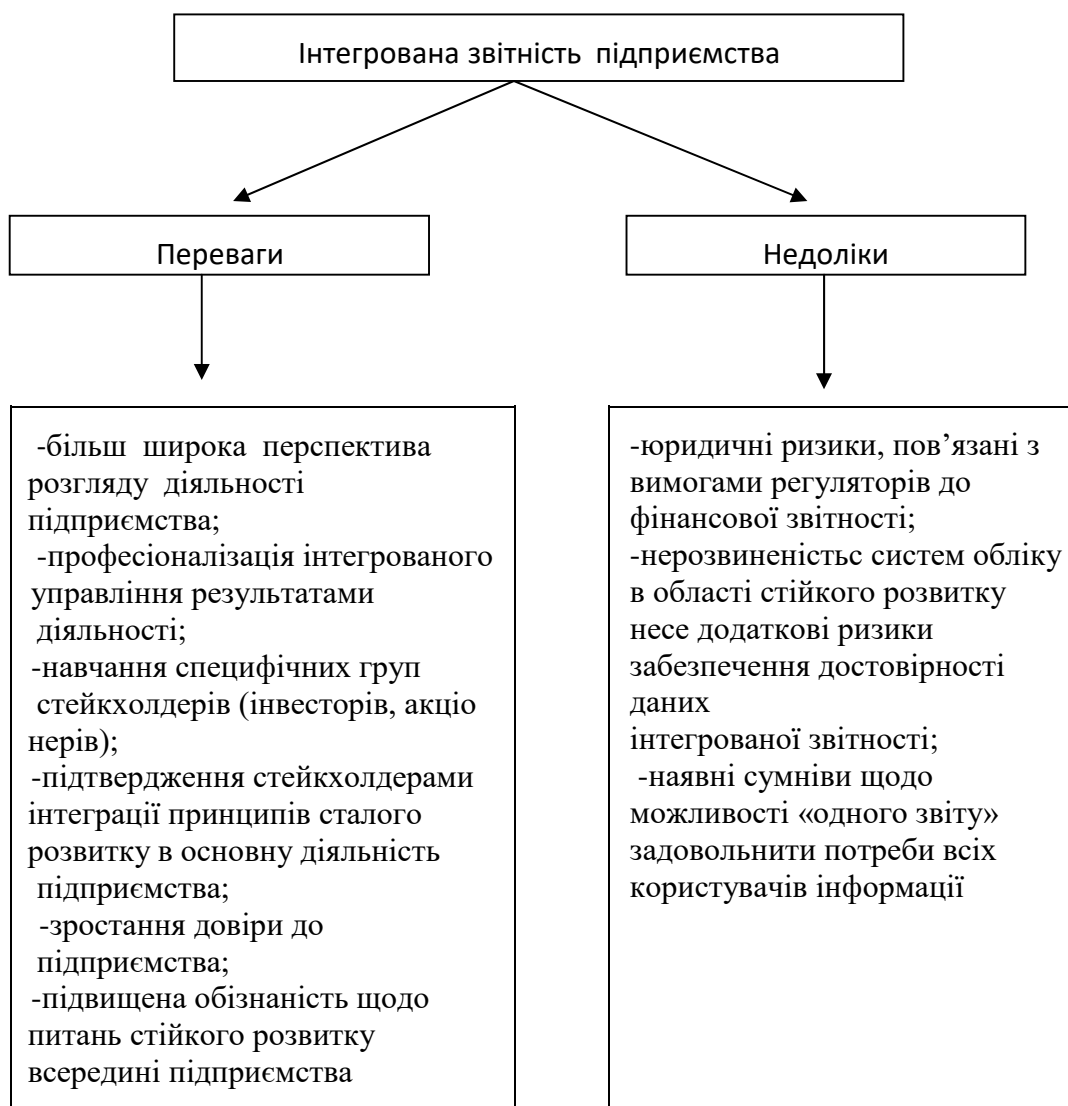 Інтегрована звітність підприємства
Переваги
Недоліки
-більш широка перспектива
розгляду діяльності
підприємства;
-професіоналізація інтегрованого
управління результатами
діяльності;
-навчання специфічних груп
стейкхолдерів (інвесторів, акціо
нерів);
-підтвердження стейкхолдерами
інтеграції принципів сталого
розвитку в основну діяльність
підприємства;
-зростання довіри до
підприємства;
-підвищена обізнаність щодо
питань стійкого розвитку
всередині підприємства
-юридичні ризики, пов’язані з
вимогами регуляторів до
фінансової звітності;
-нерозвиненістьс систем обліку
в області стійкого розвитку
несе додаткові ризики
забезпечення достовірності
даних
інтегрованої звітності;
-наявні сумніви щодо
можливості «одного звіту»
задовольнити потреби всіх
користувачів інформації